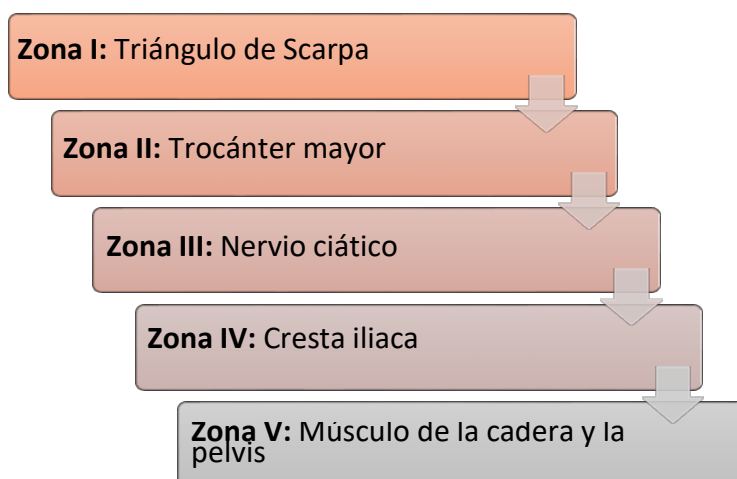 Zona I: Triángulo de Scarpa
Zona II: Trocánter mayor
Zona III: Nervio ciático
Zona IV: Cresta iliaca
Zona V: Músculo de la cadera y la
pelvis